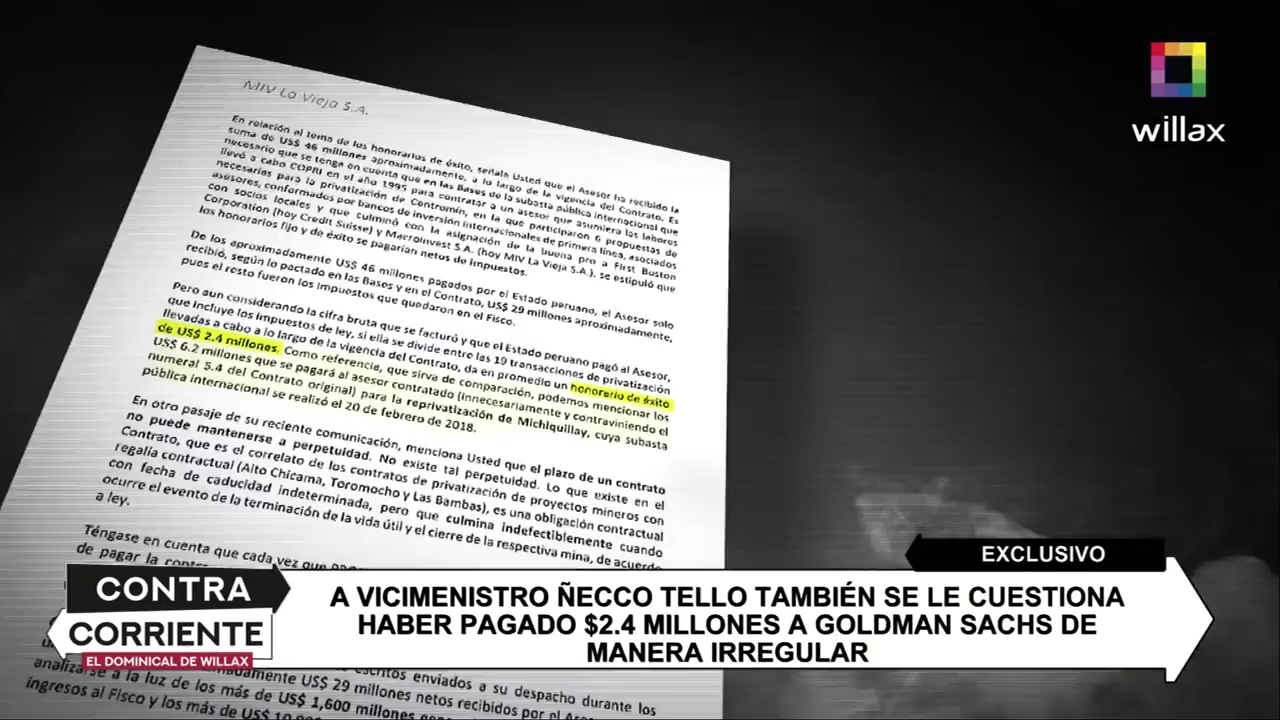 MIV La Vieja S.A.
willax
En relación al tema de los honorarios de éxito, señala Usted que el Asesor ha recibido la
suma de US$ 46 millones aproximadamente, a lo largo de la vigencia del Contrato. Es
necesario que se tenga en cuenta que en las Bases de la subasta pública internacional que
llevó a cabo COPRI en el año 1995 para contratar a un asesor que asumiera las labores
necesarias para la privatización de Centromín, en la que participaron 6 propuestas de
asesores, conformados por bancos de inversión internacionales de primera línea, asociados
con socios locales y que culminó con la asignación de la buena pro a First Boston
Corporation (hoy Credit Suisse) y Macroinvest S.A. (hoy MIV La Vieja S.A.). se estipuló que
los honorarios fijo y de éxito se pagarían netos de impuestos.
De los aproximadamente US$ 46 millones pagados por el Estado peruano, el Asesor solo
recibió, según lo pactado en las Bases y en el Contrato, US$ 29 millones aproximadamente,
pues el resto fueron los impuestos que quedaron en el Fisco.
Pero aun considerando la cifra bruta que se facturó y que el Estado peruano pagó al Asesor,
que incluye los impuestos de ley, si ella se divide entre las 19 transacciones de privatización
llevadas a cabo a lo largo de la vigencia del Contrato, da en promedio un honorario de éxito
de US$ 2.4 millones. Como referencia, que sirva de comparación, podemos mencionar los
US$ 6.2 millones que se pagará al asesor contratado (innecesariamente y contraviniendo el
numeral 5.4 del Contrato original) para la reprivatización de Michiquillay, cuya subasta
pública internacional se realizó el 20 de febrero de 2018.
En otro pasaje de su reciente comunicación, menciona Usted que el plazo de un contrato
no puede mantenerse a perpetuidad. No existe tal perpetuidad. Lo que existe en el
Contrato, que es el correlato de los contratos de privatización de proyectos mineros con
regalía contractual (Alto Chicama, Toromocho y Las Bambas), es una obligación contractual
con fecha de caducidad indeterminada, pero que culmina indefectiblemente cuando
ocurre el evento de la terminación de la vida útil y el cierre de la respectiva mina, de acuerdo
a ley.
Téngase en cuenta que cada vez que
de pagar la
EXCLUSIVO
CONTRA
CORRIENTE
EL DOMINICAL DE WILLAX
A VICIMENISTRO ÑECCO TELLO TAMBIÉN SE LE CUESTIONA
HABER PAGADO $2.4 MILLONES A GOLDMAN SACHS DE
MANERA IRREGULAR
escritos enviados a su despacho durante los
US$ 29 millones netos recibidos por el
a la luz de los más de US$ 1,600 millones
ingresos al Fisco y los más de US$